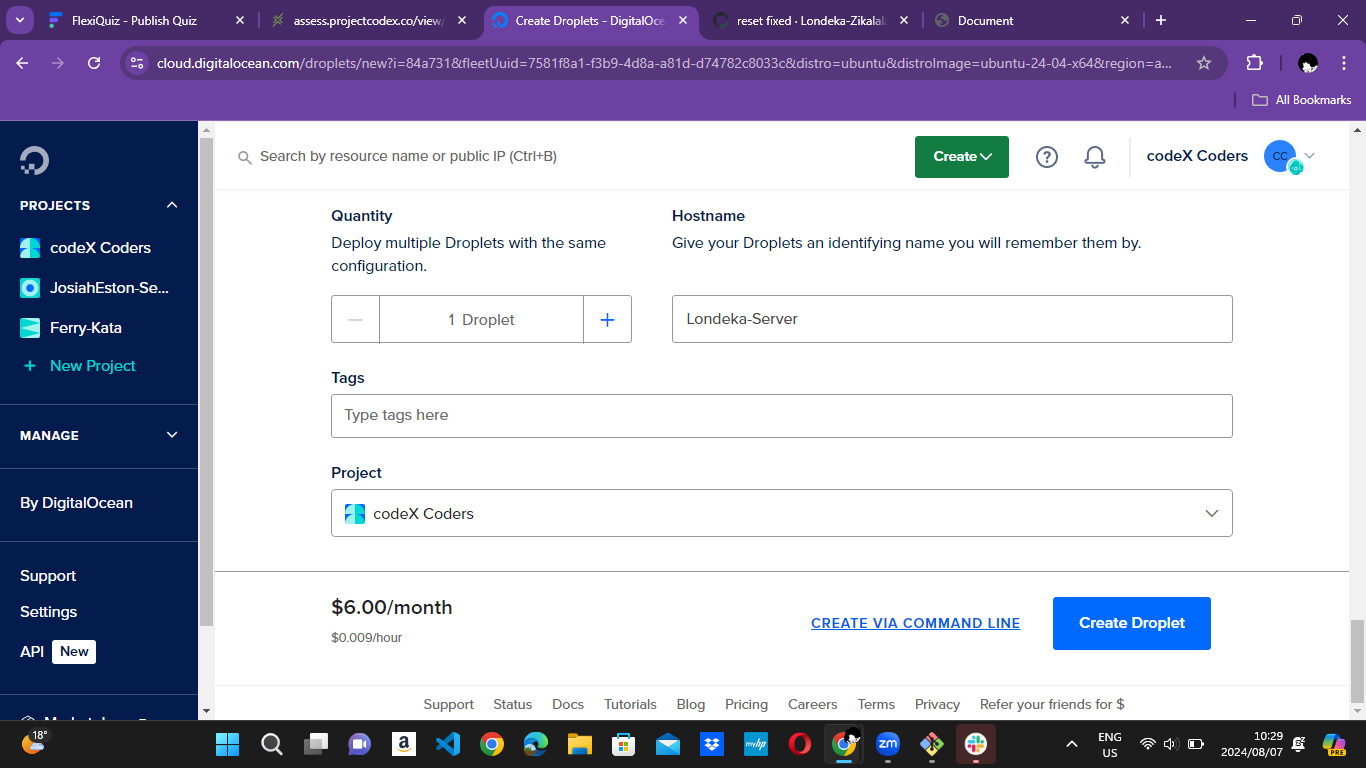 FlexiQuiz - Publish Quiz
assess.projectcodex.co/view/
Create Droplets - DigitalOce
reset fixed · Londeka-Zikalala
Document
cloud.digitalocean.com/droplets/new?i=84a731&fleetUuid=7581f8a1-f3b9-4d8a-a81d-d74782c8033c&distro=ubuntu&distroImage=ubuntu-24-04-x64&region=a...
All Bookmarks
Search by resource name or public IP (Ctrl+B)
Create
codeX Coders
CC
PROJECTS
codeX Coders
JosiahEston-Se...
Ferry-Kata
+ New Project
MANAGE
By DigitalOcean
Support
Settings
API New
Quantity
Deploy multiple Droplets with the same
configuration.
1 Droplet
Hostname
Give your Droplets an identifying name you will remember them by.
Londeka-Server
Tags
Type tags here
Project
codeX Coders
$6.00/month
$0.009/hour
CREATE VIA COMMAND LINE
Create Droplet
Support Status Docs Tutorials Blog Pricing Careers Terms Privacy Refer your friends for $
18°
a
myhp
zm
ENG
US
10:29
2024/08/07
PRE